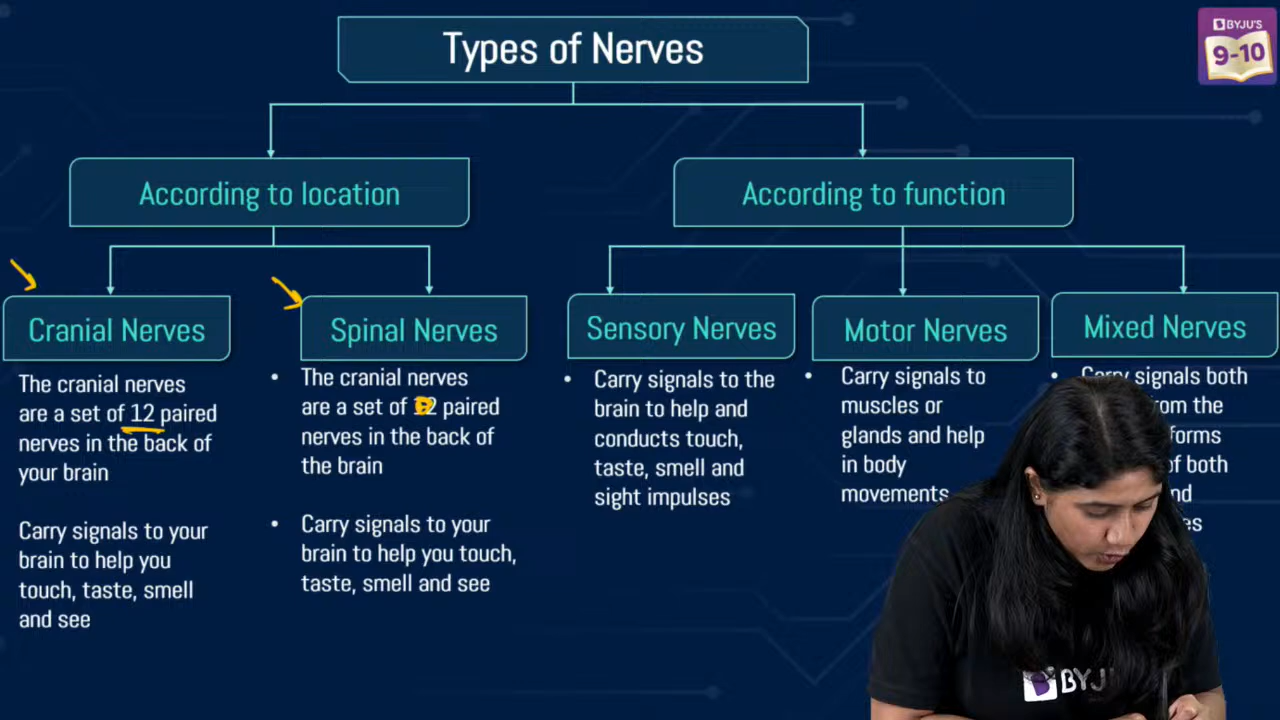 Types of Nerves
BYJU'S
9-10
According to location
According to function
Cranial Nerves
Spinal Nerves
Sensory Nerves
Motor Nerves
Mixed Nerves
The cranial nerves
are a set of 12 paired
nerves in the back of
your brain
Carry signals to your
brain to help you
touch, taste, smell
and see
• The cranial nerves
are a set of paired
nerves in the back of
the brain
• Carry signals to your
brain to help you touch,
taste, smell and see
• Carry signals to the
brain to help and
conducts touch,
taste, smell and
sight impulses
• Carry signals to
muscles or
glands and help
in body
movements
• Carry signals both
from the
of both